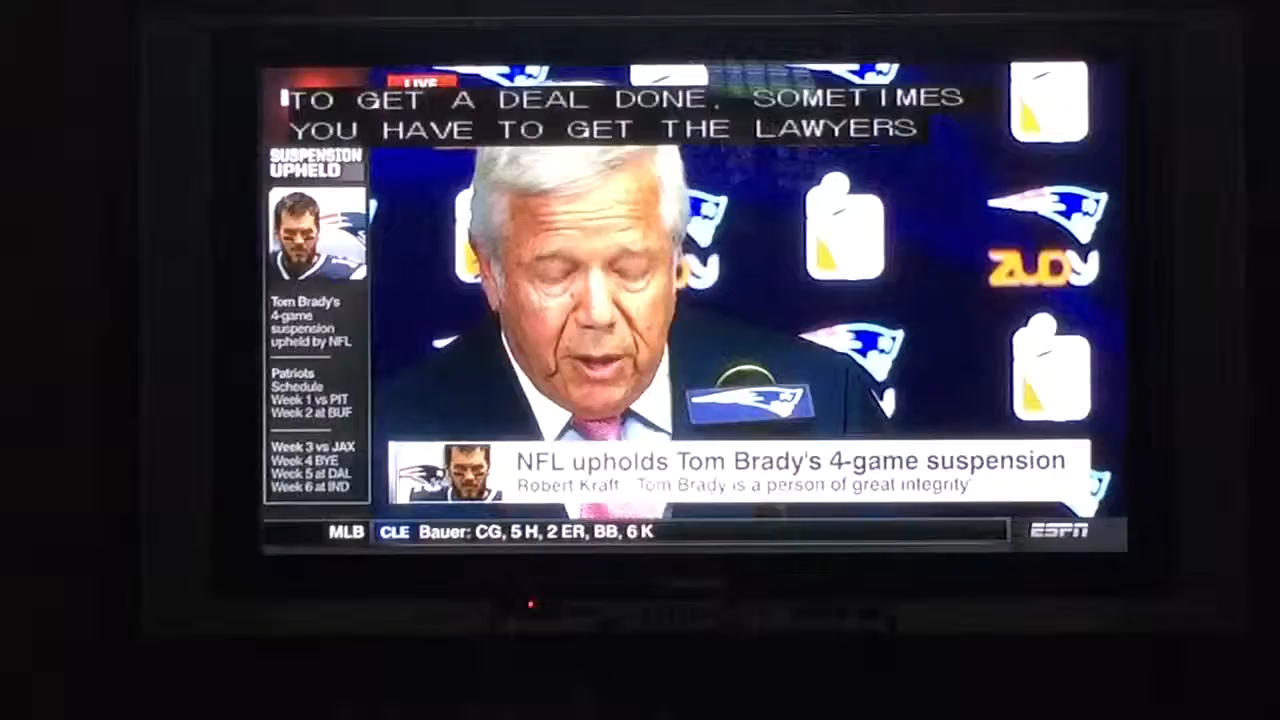 LIVE
TO GET A DEAL DONE. SOMETIMES
YOU HAVE TO GET THE LAWYERS
SUSPENSION
UPHELD
Tom Brady's
4-game
suspension
upheld by NFL
Patriots
Schedule
Week 1 vs PIT
Week 2 at BUF
Week 3 vs JAX
Week 4 BYE
Week 5 at DAL
Week 6 at IND
ZUDY
NFL upholds Tom Brady's 4-game suspension
Robert Kraft Tom Brady is a person of great integrity'
MLB CLE Bauer: CG, 5 H, 2 ER, BB, 6 K
ESPN